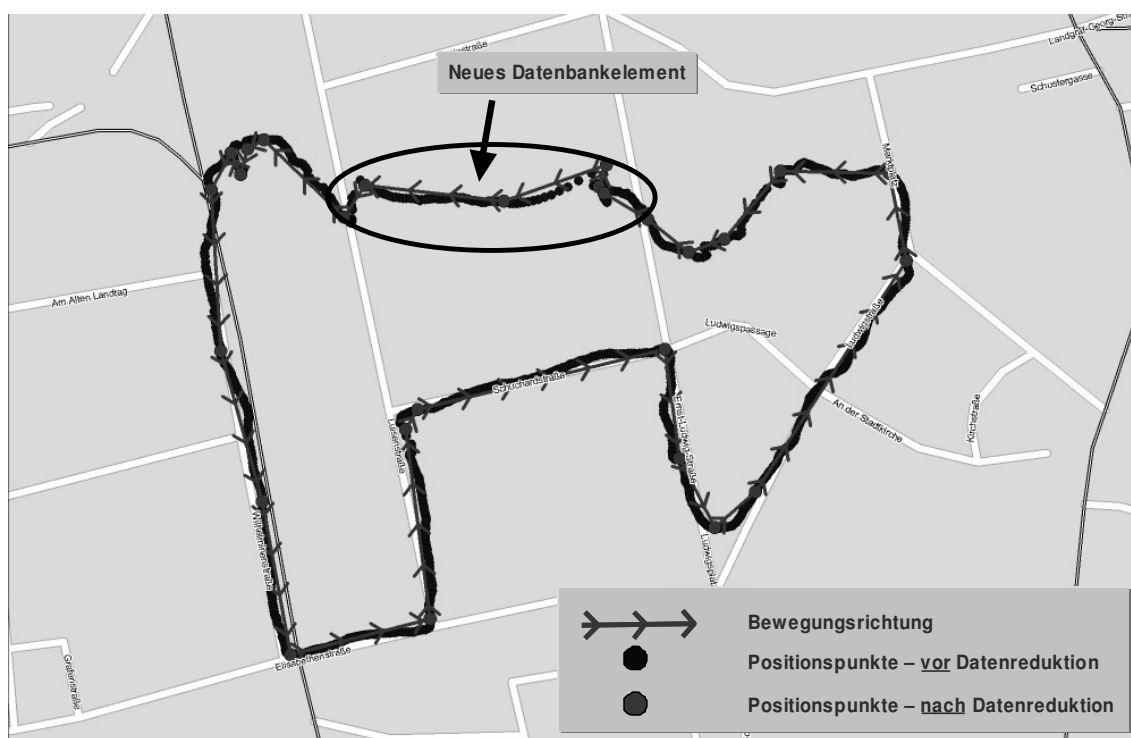 Landgraf-Georg-Str
Neues Datenbankelement
Schustergasse
Marktplatz
Am Alten Landtag
Ludwigspassage
Ludwigstraße
Schuchardstraße
Luisenstraße
Ernst-Ludwig-Straße
An der Stadtkirche
Kirchstraße
Wilhelminenstraße
Ludwigsplatz
Elisabethenstraße
Grafenstraße
Bewegungsrichtung
Positionspunkte – vor Datenreduktion
Positionspunkte – nach Datenreduktion